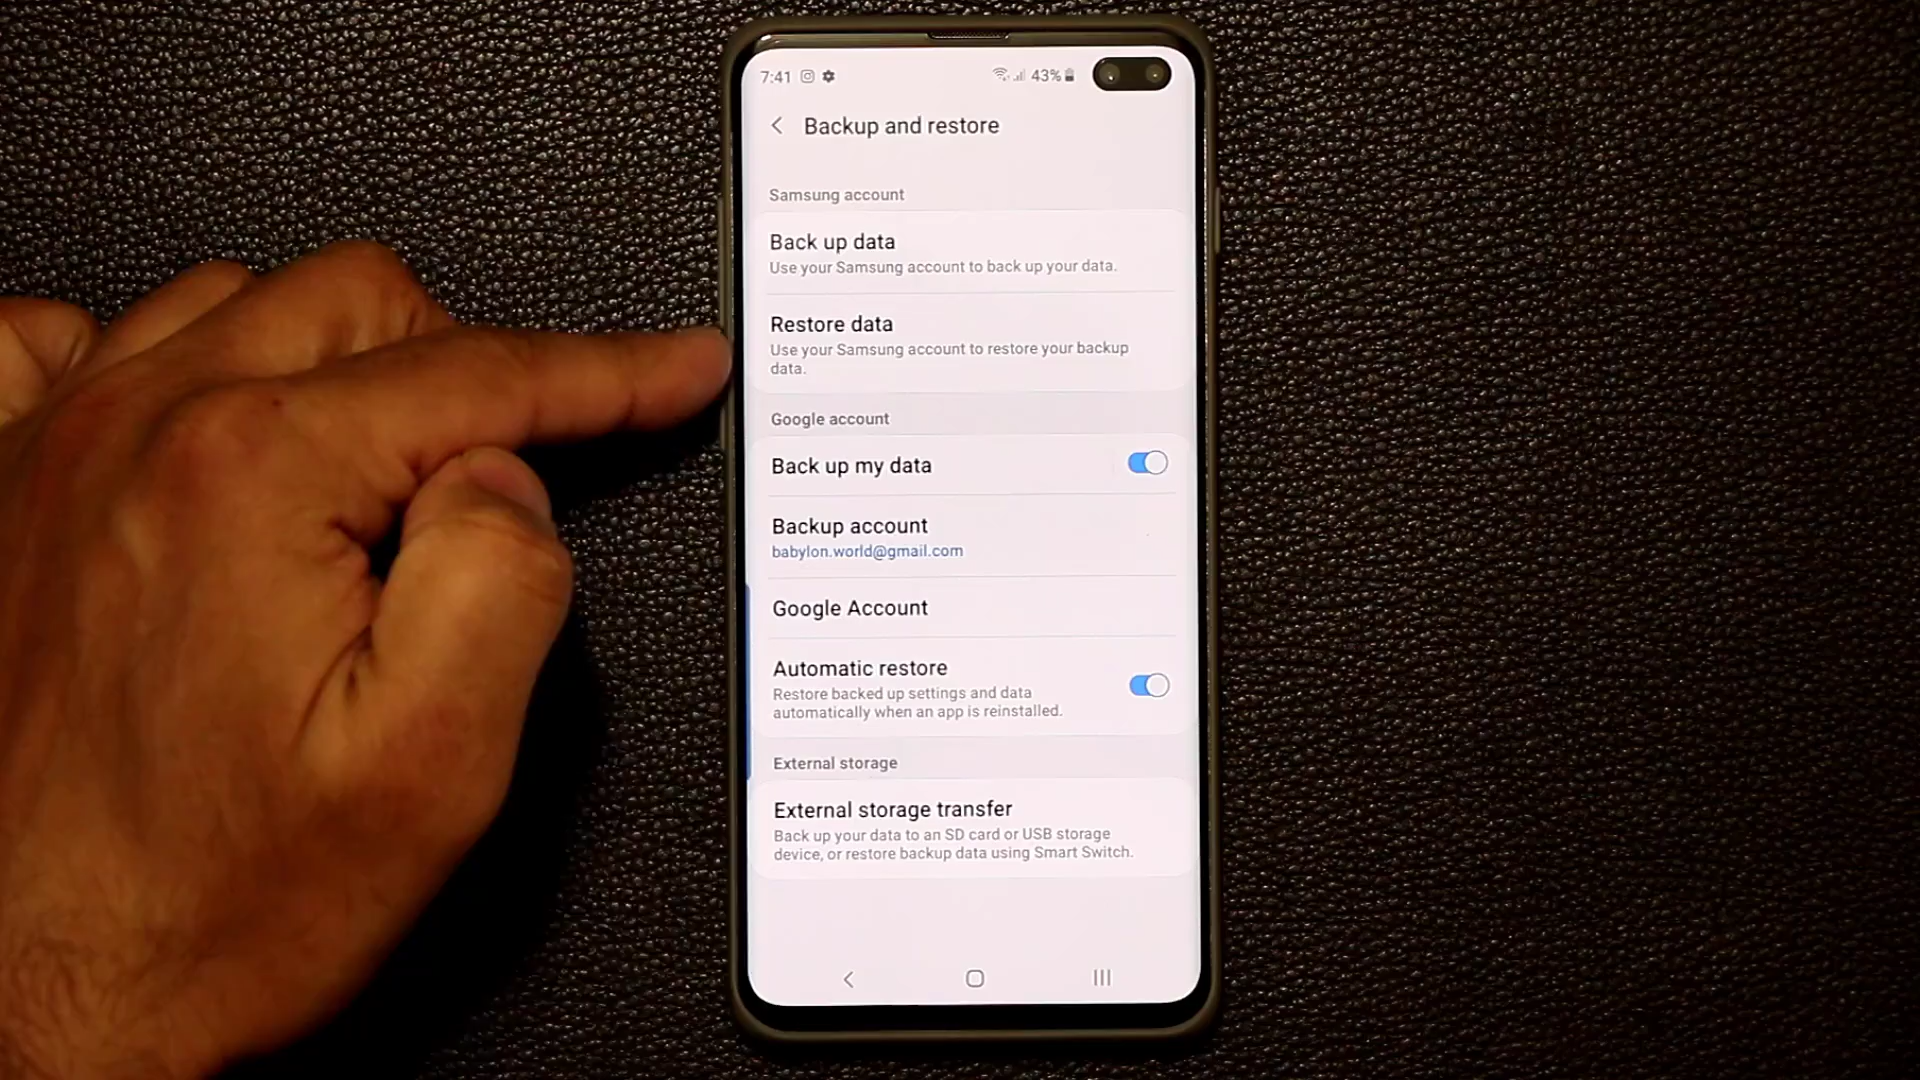 7:41 43%
Backup and restore
Samsung account
Back up data
Use your Samsung account to back up your data.
Restore data
Use your Samsung account to restore your backup
data.
Google account
Back up my data
Backup account
babylon.world@gmail.com
Google Account
Automatic restore
Restore backed up settings and data
automatically when an app is reinstalled.
External storage
External storage transfer
Back up your data to an SD card or USB storage
device, or restore backup data using Smart Switch.